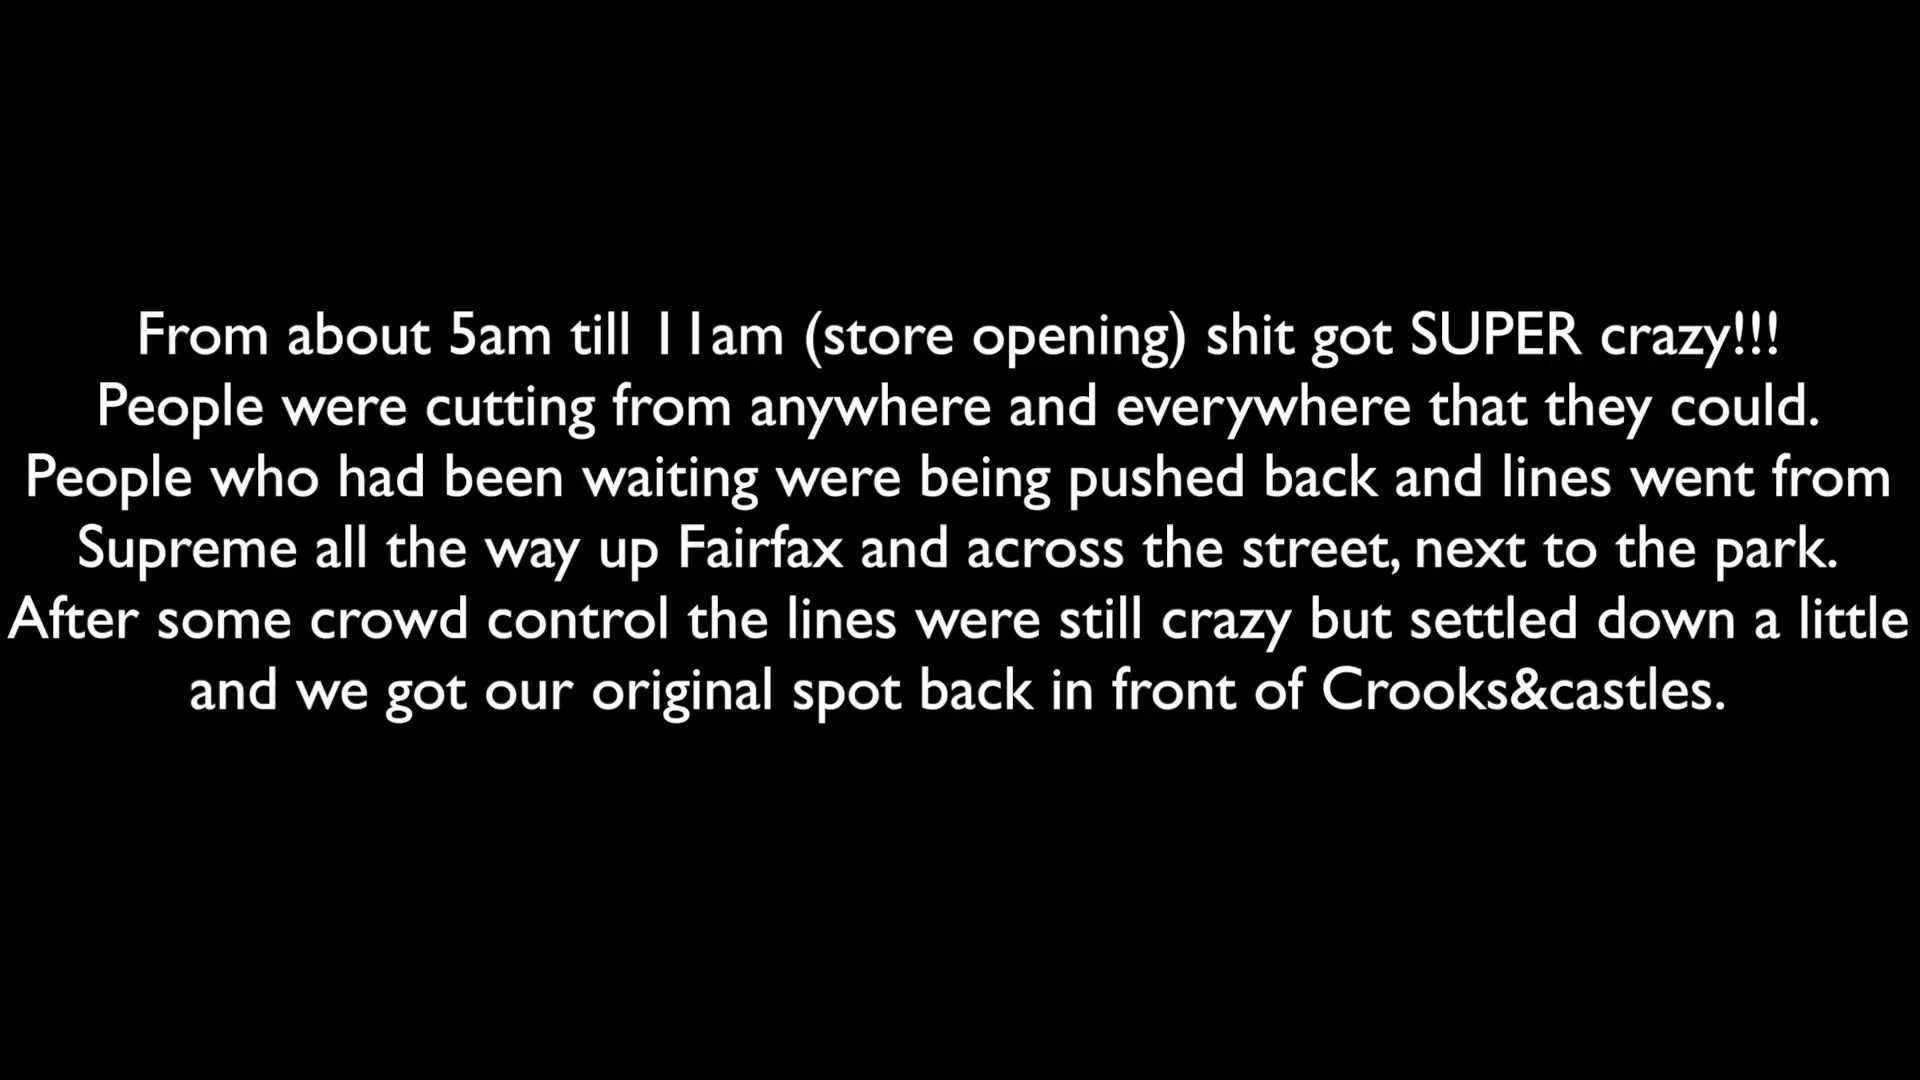 From about 5am till 11am (store opening) shit got SUPER crazy!!!
People were cutting from anywhere and everywhere that they could.
People who had been waiting were being pushed back and lines went from
Supreme all the way up Fairfax and across the street, next to the park.
After some crowd control the lines were still crazy but settled down a little
and we got our original spot back in front of Crooks&castles.